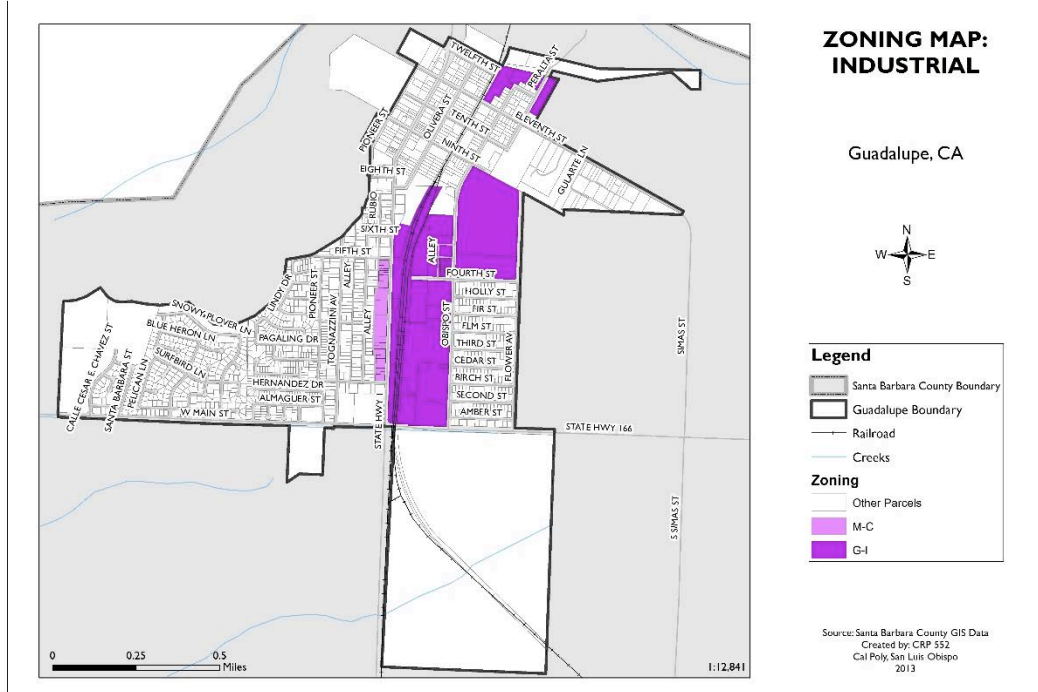 ZONING MAP:
INDUSTRIAL
Guadalupe, CA
N
W
E
S
Legend
Santa Barbara County Boundary
Guadalupe Boundary
Railroad
Creeks
Zoning
Other Parcels
M-C
G-I
Source: Santa Barbara County GIS Data
Created by: CRP 552
Cal Poly, San Luis Obispo
2013
TWELFTH ST
PERALTA ST
OLIVERA ST
PIONEER ST
TENTH ST
ELEVENTH ST
NINTH ST
GULARTE LN
EIGHTH ST
RUBIO
SIXTH ST
FIFTH ST
ALLEY
ALLEY
FOURTH ST
LINDY DR
PIONEER ST
TOGNAZZINI AV
ALLEY
HOLLY ST
FIR ST
ELM ST
THIRD ST
CEDAR ST
BIRCH ST
SECOND ST
AMBER ST
OBISPO ST
FLOWER AV
SIMAS ST
SNOWY PLOVER LN
BLUE HERON LN
SURFBIRD LN
PAGALING DR
HERNANDEZ DR
ALMAGUER ST
W MAIN ST
CALLE CESAR E CHAVEZ ST
SANTA BARBARA ST
PELICAN LN
STATE HWY 1
STATE HWY 166
S SIMAS ST
0 0.25 0.5
Miles
1:12,841